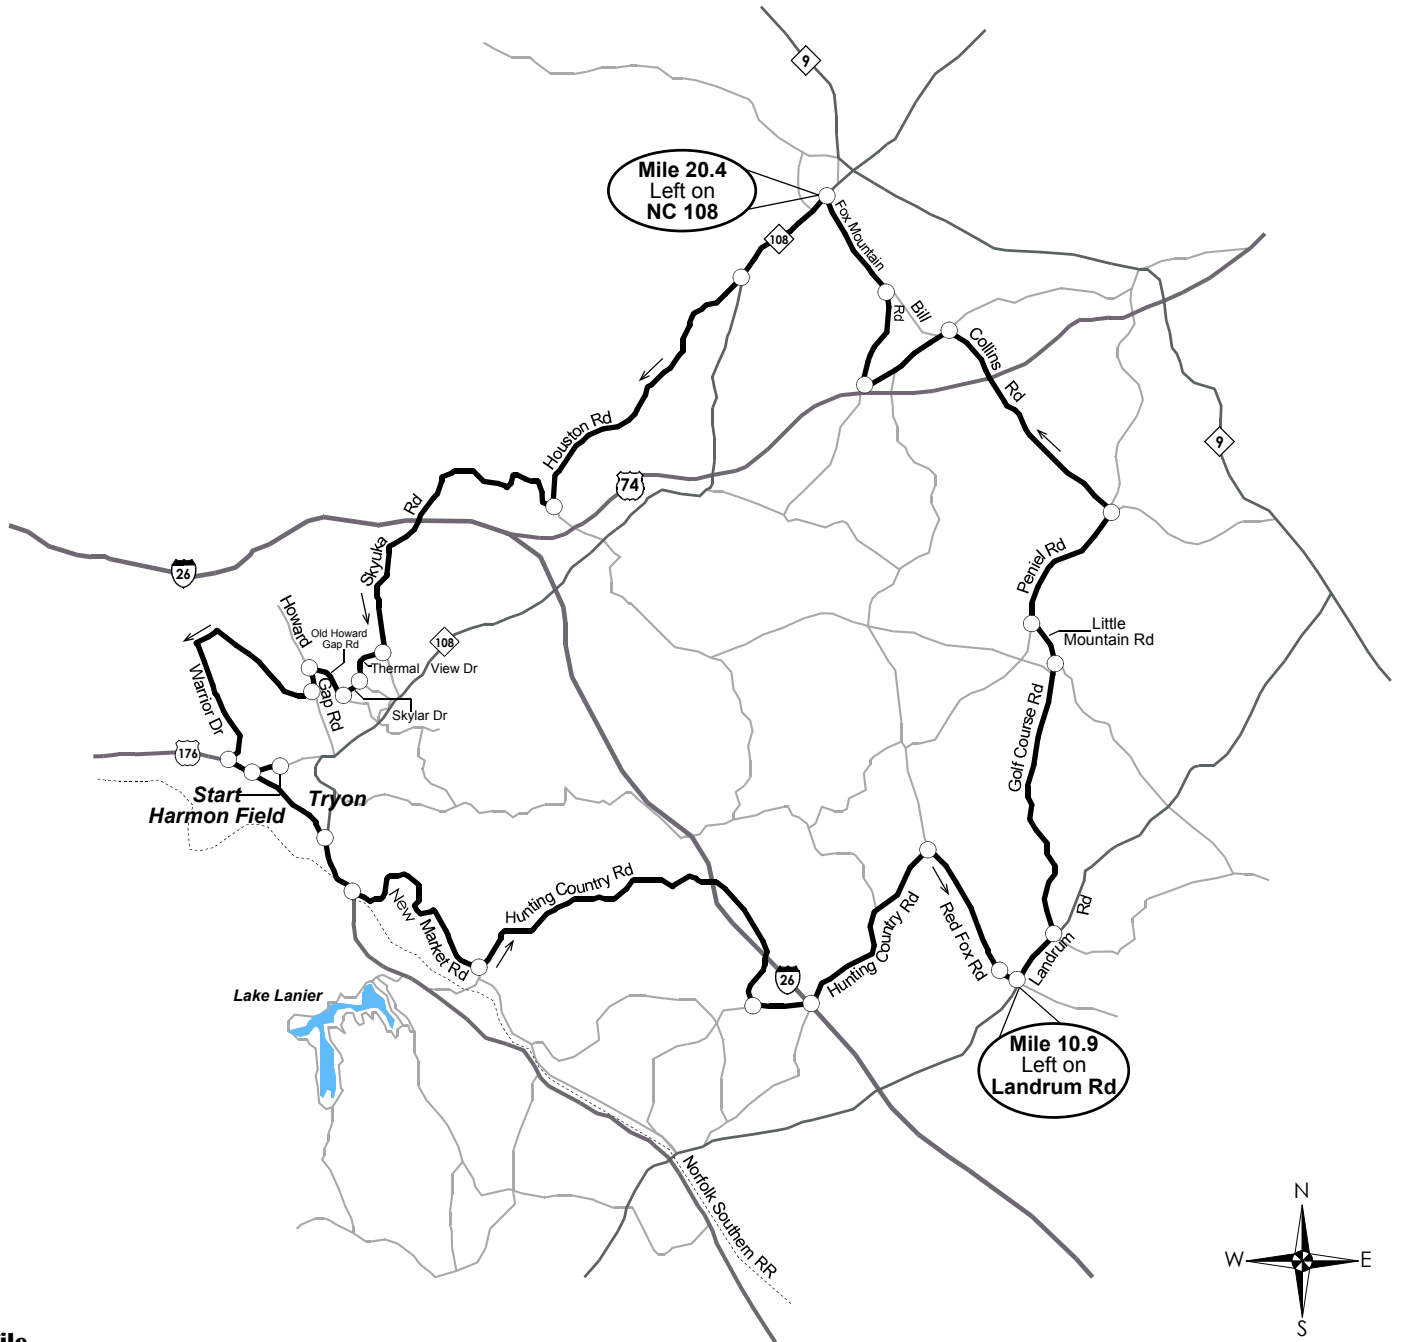 9
Mile 20.4
Left on
NC 108
Fox Mountain
Rd
108
Bill
Collins
Rd
Houston Rd
9
74
Skyuka
Rd
26
Peniel Rd
Howard
Gap Rd
Old Howard
Gap Rd
Thermal View Dr
108
Little
Mountain Rd
Warrior Dr
Skylar Dr
Golf Course Rd
176
Start
Harmon Field
Tryon
New
Market Rd
Hunting Country Rd
Hunting Country Rd
Red Fox Rd
Landrum
Rd
26
Lake Lanier
Mile 10.9
Left on
Landrum Rd
Norfolk Southern RR
N
W
E
S